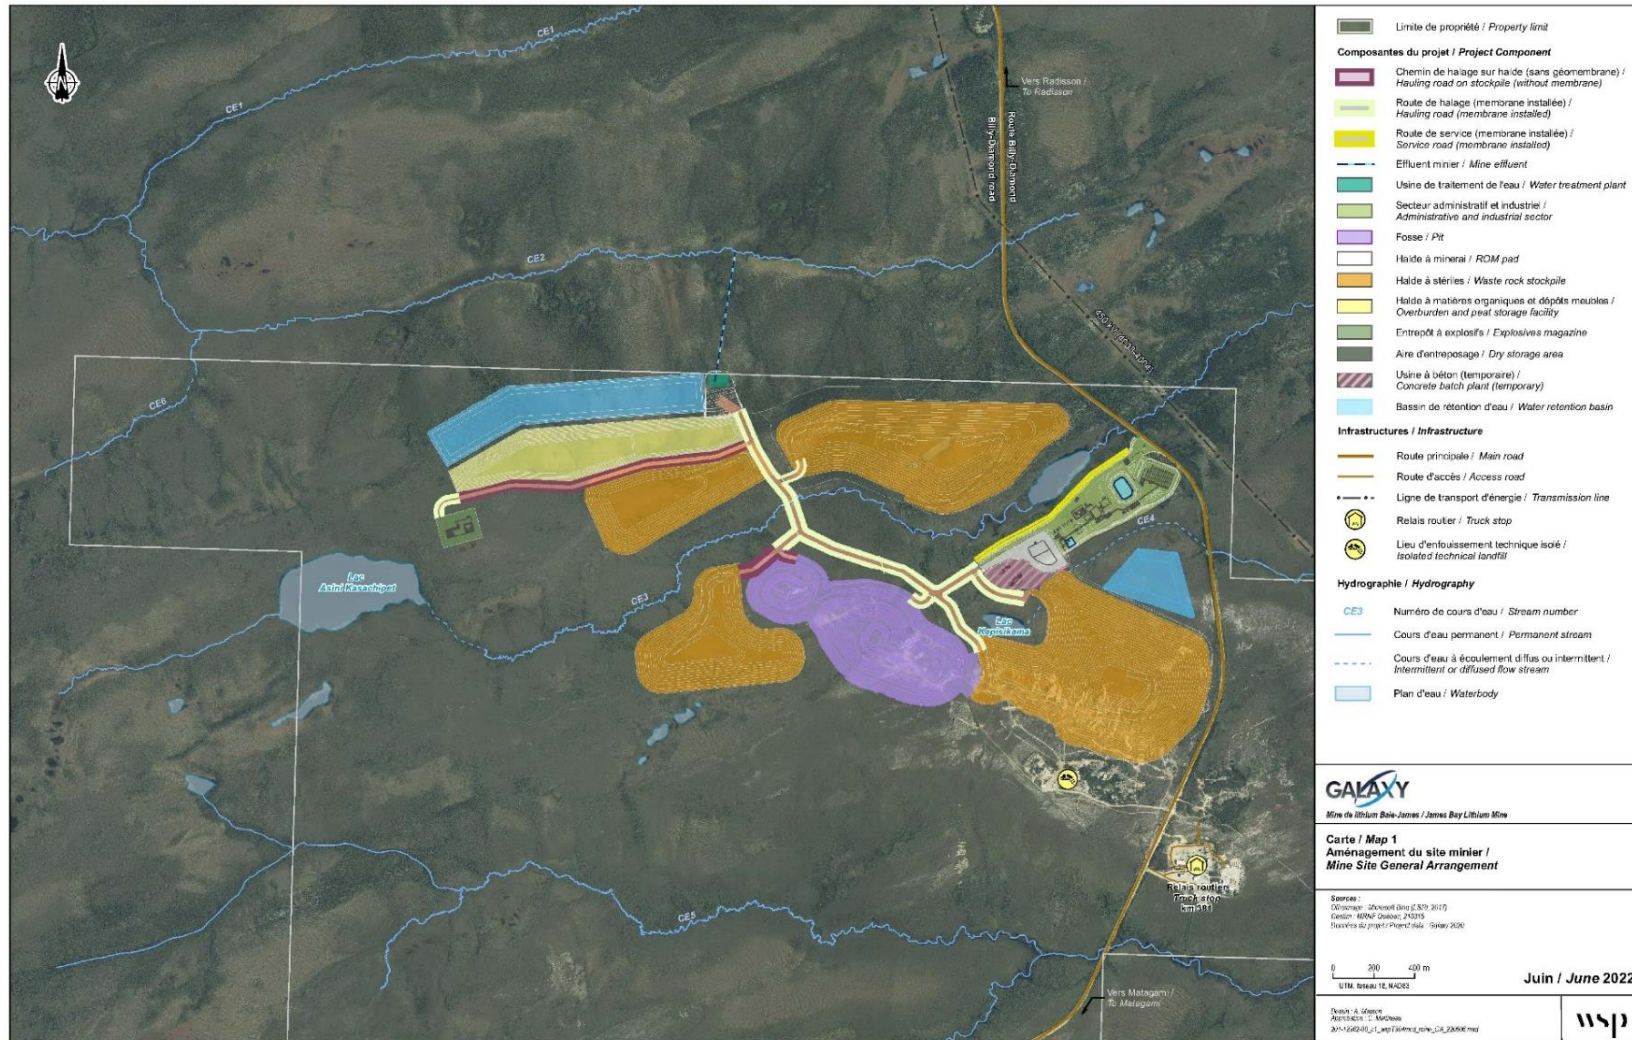 CE1
CE1
Vers Radisson /
To Radisson
Route Billy-Diamond
Billy-Diamond road
CE2
CE6
CE4
CE3
Lac
Asini Kasachipet
Lac
Kapisikama
Relais routier
Truck stop
km 381
CE5
Vers Matagami /
To Matagami
Limite de propriété / Property limit
Composantes du projet / Project Component
Chemin de halage sur halde (sans géomembrane) /
Hauling road on stockpile (without membrane)
Route de halage (membrane installée) /
Hauling road (membrane installed)
Route de service (membrane installée) /
Service road (membrane installed)
Effluent minier / Mine effluent
Usine de traitement de l'eau / Water treatment plant
Secteur administratif et industriel /
Administrative and industrial sector
Fosse / Pit
Halde à minerai / ROM pad
Halde à stériles / Waste rock stockpile
Halde à matières organiques et dépôts meubles /
Overburden and peat storage facility
Entrepôt à explosifs / Explosives magazine
Aire d'entreposage / Dry storage area
Usine à béton (temporaire) /
Concrete batch plant (temporary)
Bassin de rétention d'eau / Water retention basin
Infrastructures / Infrastructure
Route principale / Main road
Route d'accès / Access road
Ligne de transport d'énergie / Transmission line
Relais routier / Truck stop
Lieu d'enfouissement technique isolé /
Isolated technical landfill
Hydrographie / Hydrography
CE3 Numéro de cours d'eau / Stream number
Cours d'eau permanent / Permanent stream
Cours d'eau à écoulement diffus ou intermittent /
Intermittent or diffused flow stream
Plan d'eau / Waterbody
GALAXY
Mine de lithium Baie-James / James Bay Lithium Mine
Carte / Map 1
Aménagement du site minier /
Mine Site General Arrangement
Sources :
0 200 400 m
UTM, fuseau 18, NAD83
Juin / June 2022
wsp